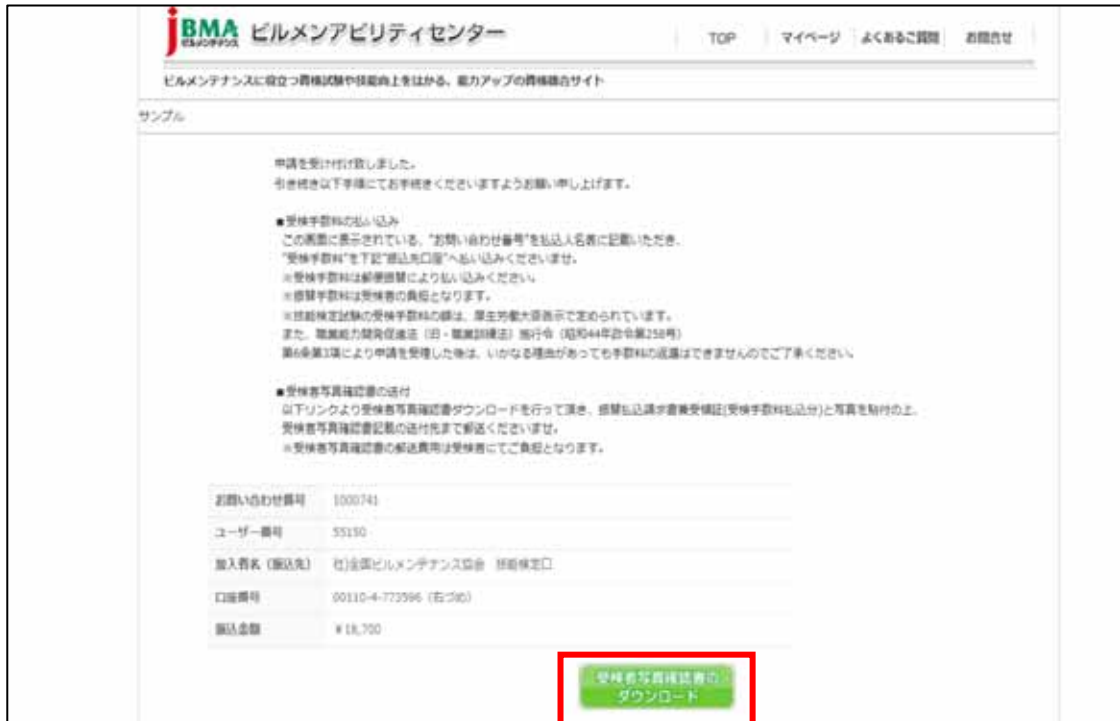 JBMA ビルメンアビリティセンター
ビルメンテナンス
TOP マイページ よくあるご質問 お問合せ
ビルメンテナンスに役立つ資格試験や技能向上をはかる、能力アップの資格総合サイト
サンプル
申請を受け付け致しました。
引き続き以下手順にてお手続きくださいますようお願い申し上げます。
■受検手数料の払い込み
この画面に表示されている、"お問い合わせ番号"を払込人名義に記載いただき、
"受検手数料"を下記"振込先口座"へ払い込みくださいませ。
※受検手数料は郵便振替により払い込みください。
※振替手数料は受検者の負担となります。
※技能検定試験の受検手数料の額は、厚生労働大臣告示で定められています。
また、職業能力開発促進法（旧・職業訓練法）施行令（昭和44年政令第258号）
第6条第3項により申請を受理した後は、いかなる理由があっても手数料の返還はできませんのでご了承ください。
■受検者写真確認書の送付
以下リンクより受検者写真確認書ダウンロードを行って頂き、振替払込請求書兼受領証(受検手数料払込分)と写真を貼付の上、
受検者写真確認書記載の送付先まで郵送くださいませ。
※受検者写真確認書の郵送費用は受検者にてご負担となります。
お問い合わせ番号 1000741
ユーザー番号 55150
加入者名（振込先） 社)全国ビルメンテナンス協会 技能検定口
口座番号 00110-4-773596（右づめ）
振込金額 ￥18,700
受検者写真確認書の
ダウンロード